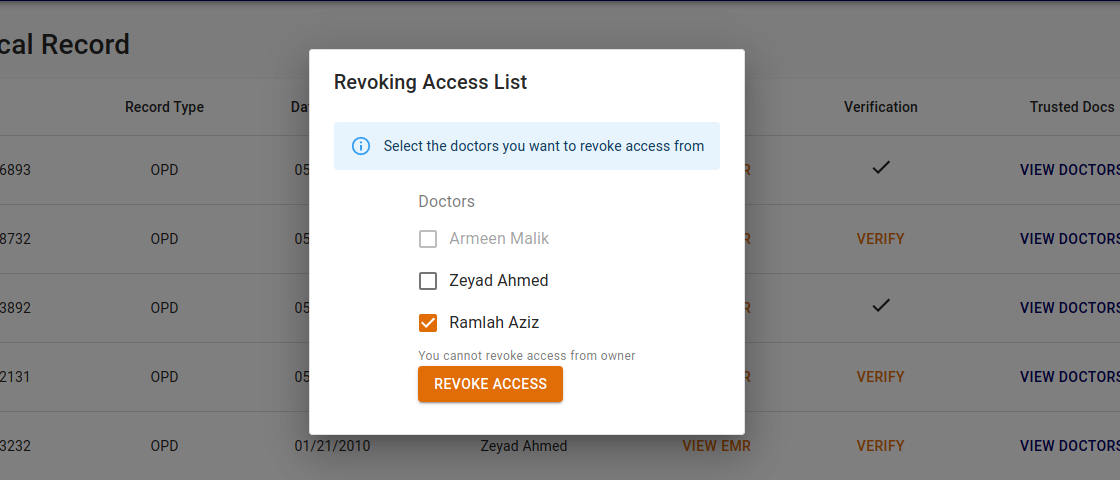 cal Record
Revoking Access List
Record Type Da Verification Trusted Docs
Select the doctors you want to revoke access from
6893 OPD 05 R VIEW DOCTORS
Doctors
8732 OPD 05 Armeen Malik R VERIFY VIEW DOCTORS
Zeyad Ahmed
3892 OPD 05 R VIEW DOCTORS
Ramlah Aziz
You cannot revoke access from owner
2131 OPD 05 REVOKE ACCESS R VERIFY VIEW DOCTORS
3232 OPD 01/21/2010 Zeyad Ahmed VIEW EMR VERIFY VIEW DOCTORS